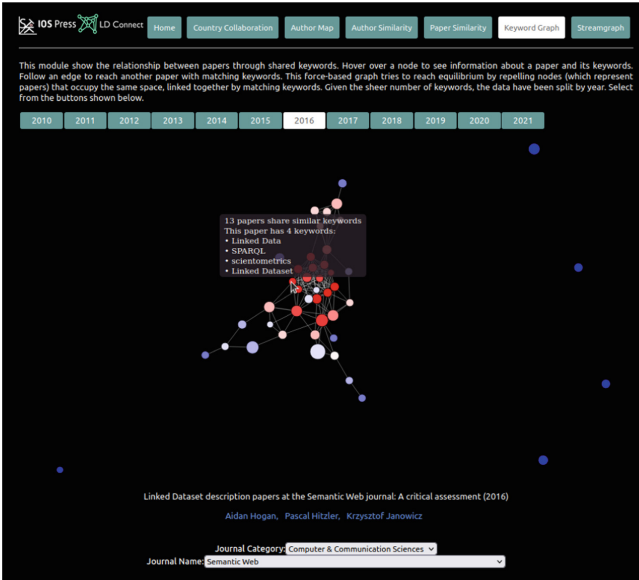 IOS Press LD Connect
Home Country Collaboration Author Map Author Similarity Paper Similarity Keyword Graph Streamgraph
This module show the relationship between papers through shared keywords. Hover over a node to see information about a paper and its keywords.
Follow an edge to reach another paper with matching keywords. This force-based graph tries to reach equilibrium by repelling nodes (which represent
papers) that occupy the same space, linked together by matching keywords. Given the sheer number of keywords, the data have been split by year. Select
from the buttons shown below.
2010 2011 2012 2013 2014 2015 2016 2017 2018 2019 2020 2021
13 papers share similar keywords
This paper has 4 keywords:
• Linked Data
• SPARQL
• scientometrics
• Linked Dataset
Linked Dataset description papers at the Semantic Web journal: A critical assessment (2016)
Aidan Hogan, Pascal Hitzler, Krzysztof Janowicz
Journal Category: Computer & Communication Sciences
Journal Name: Semantic Web